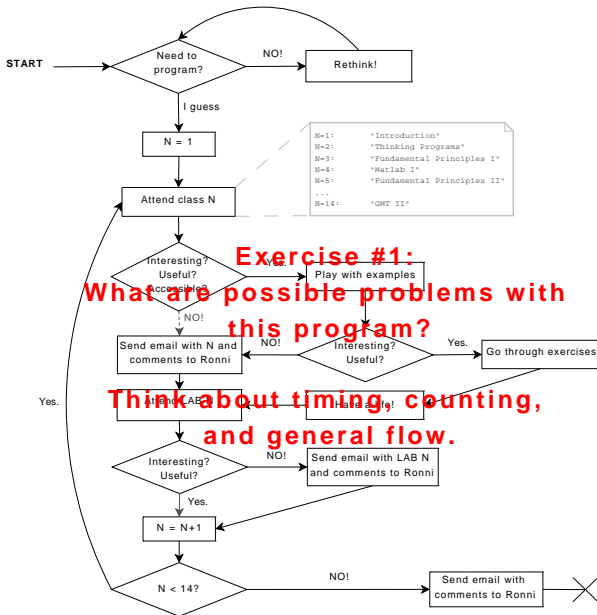 START
Need to
program?
NO!
Rethink!
I guess
N = 1
N=1: "Introduction"
N=2: "Thinking Programs"
N=3: "Fundamental Principles I"
N=4: "Matlab I"
N=5: "Fundamental Principles II"
...
N=14: "GMT II"
Attend class N
Interesting?
Useful?
Accessible?
Yes.
Play with examples
Exercise #1:
What are possible problems with
this program?
NO!
Send email with N and
comments to Ronni
NO!
Interesting?
Useful?
Yes.
Go through exercises
Yes.
Attend LAB N
Have a life!
Think about timing, counting,
and general flow.
Interesting?
Useful?
NO!
Send email with LAB N
and comments to Ronni
Yes.
N = N+1
N < 14?
NO!
Send email with
comments to Ronni